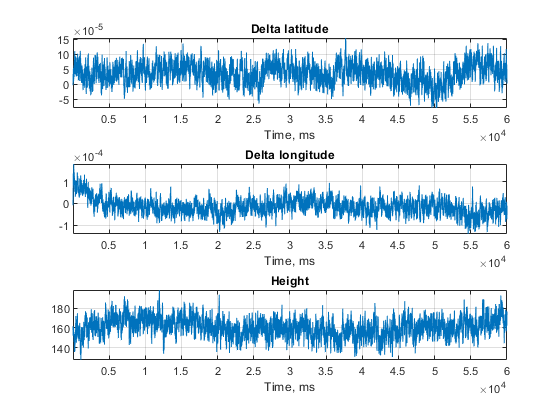 Delta latitude
×10⁻⁵
15
10
5
0
-5
0.5 1 1.5 2 2.5 3 3.5 4 4.5 5 5.5 6
Time, ms
×10⁴
Delta longitude
×10⁻⁴
1
0
-1
0.5 1 1.5 2 2.5 3 3.5 4 4.5 5 5.5 6
Time, ms
×10⁴
Height
180
160
140
0.5 1 1.5 2 2.5 3 3.5 4 4.5 5 5.5 6
Time, ms
×10⁴